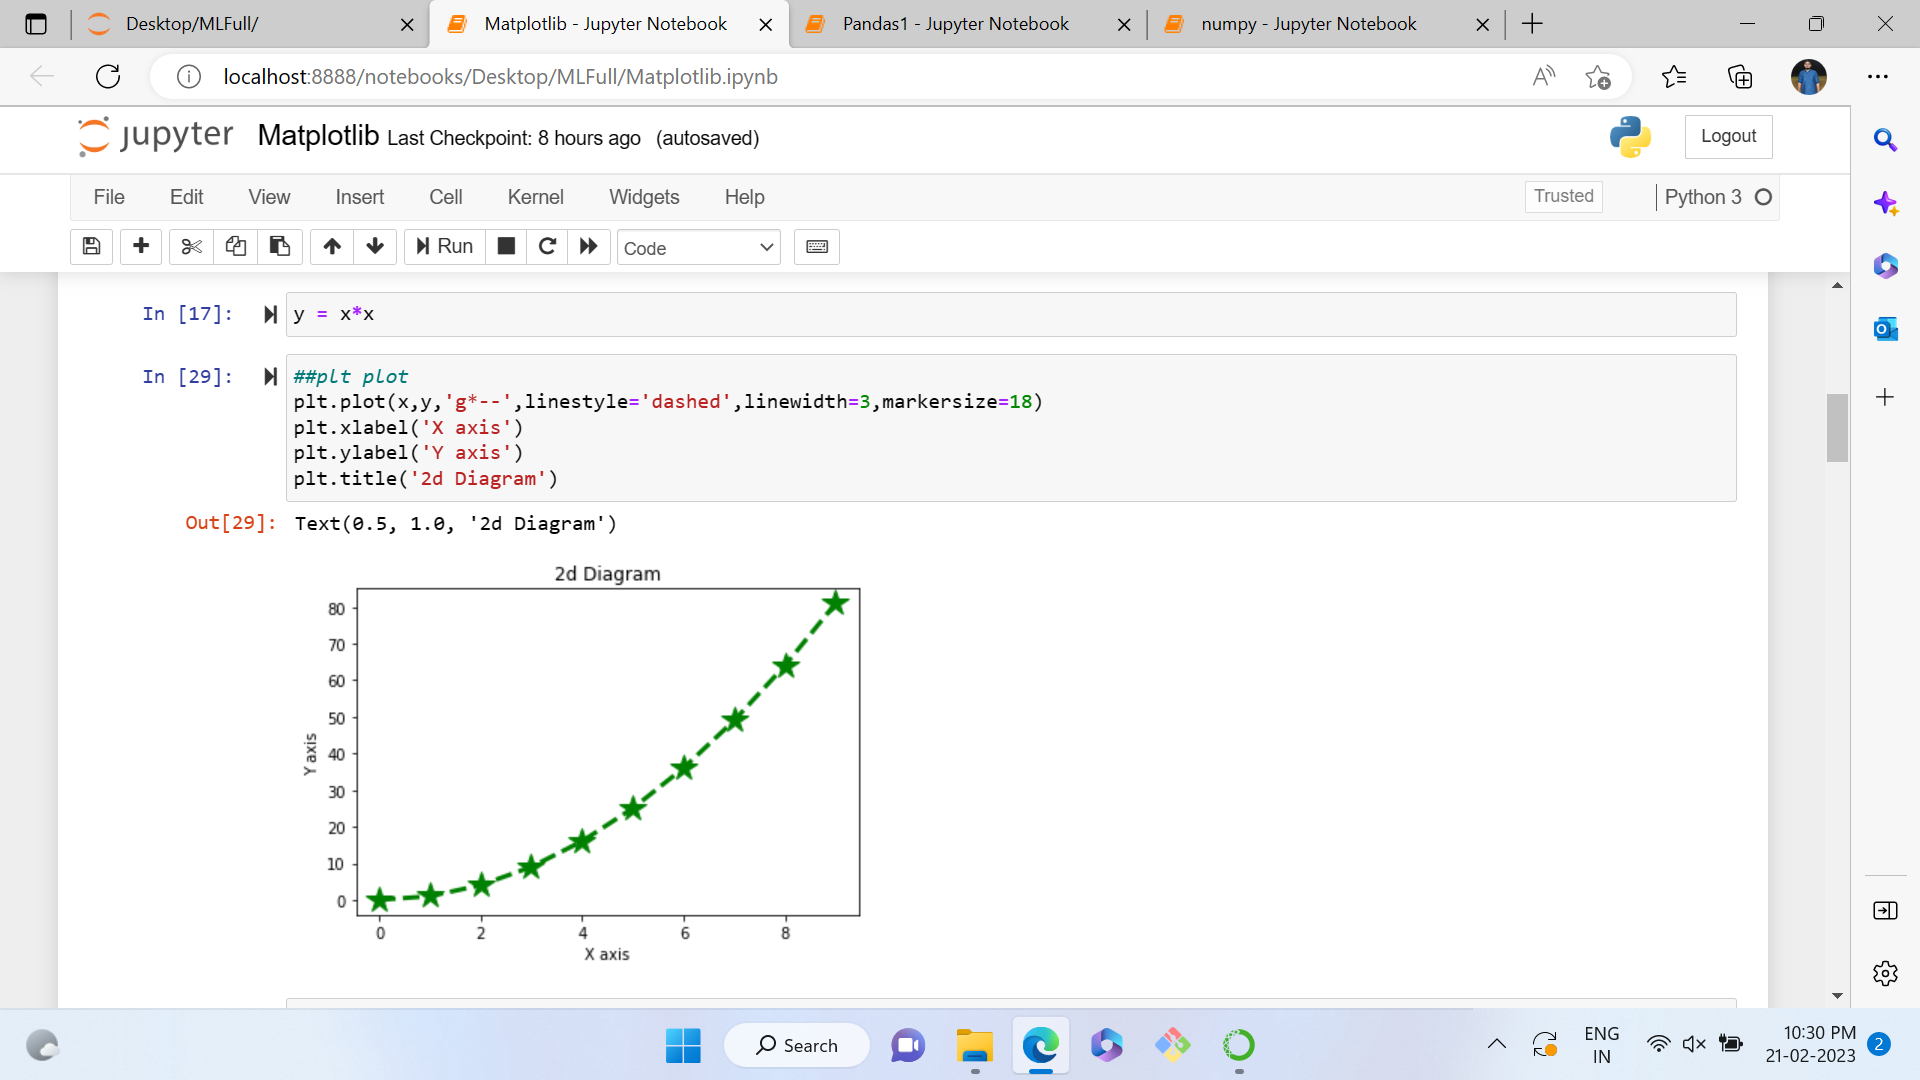 Desktop/MLFull/
Matplotlib - Jupyter Notebook
Pandas1 - Jupyter Notebook
numpy - Jupyter Notebook
localhost:8888/notebooks/Desktop/MLFull/Matplotlib.ipynb
jupyter Matplotlib Last Checkpoint: 8 hours ago (autosaved)
Logout
File Edit View Insert Cell Kernel Widgets Help
Trusted
Python 3
Run
Code
In [17]: y = x*x
In [29]: ##plt plot
plt.plot(x,y,'g*--',linestyle='dashed',linewidth=3,markersize=18)
plt.xlabel('X axis')
plt.ylabel('Y axis')
plt.title('2d Diagram')
Out[29]: Text(0.5, 1.0, '2d Diagram')
2d Diagram
80
70
60
50
40
30
20
10
0
Y axis
0 2 4 6 8
X axis
Search
ENG
IN
10:30 PM
21-02-2023
2